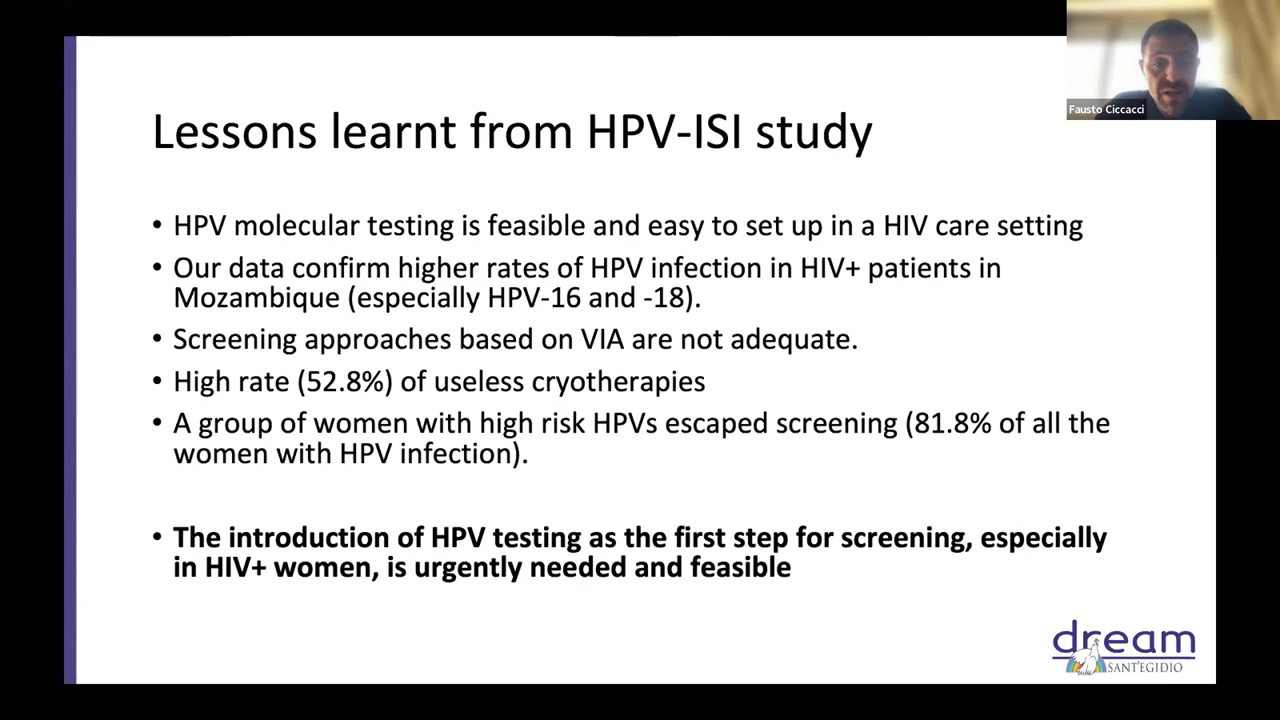 Fausto Ciccacci
Lessons learnt from HPV-ISI study
• HPV molecular testing is feasible and easy to set up in a HIV care setting
• Our data confirm higher rates of HPV infection in HIV+ patients in
Mozambique (especially HPV-16 and -18).
• Screening approaches based on VIA are not adequate.
• High rate (52.8%) of useless cryotherapies
• A group of women with high risk HPVs escaped screening (81.8% of all the
women with HPV infection).
• The introduction of HPV testing as the first step for screening, especially
in HIV+ women, is urgently needed and feasible
dream
SANT'EGIDIO